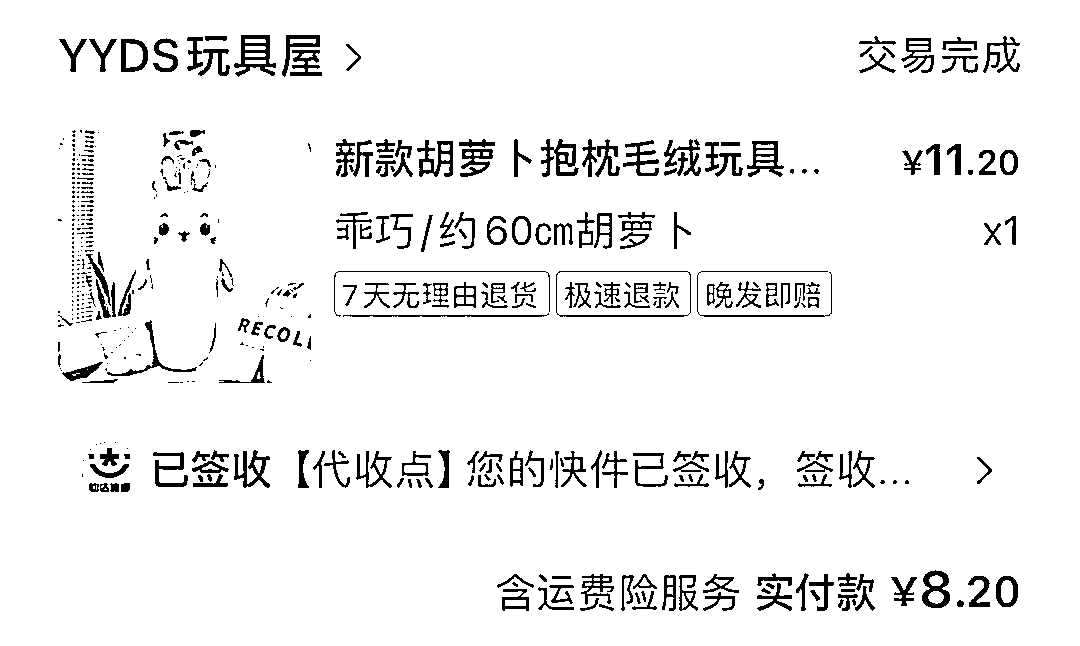 YYDS玩具屋 >
交易完成
新款胡萝卜抱枕毛绒玩具... ¥11.20
乖巧/约60cm胡萝卜 x1
7天无理由退货 极速退款 晚发即赔
RECOL
已签收【代收点】您的快件已签收，签收... >
含运费险服务 实付款 ¥8.20